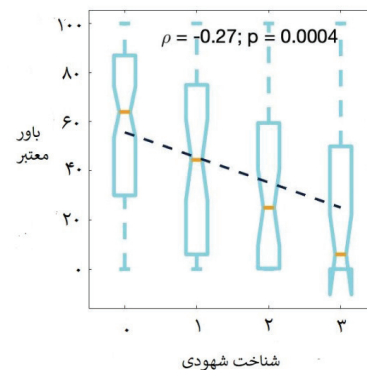 ۱۰۰
ρ = -0.27; p = 0.0004
۸۰
۶۰
باور
معتبر
۴۰
۲۰
۰
۰ ۱ ۲ ۳
شناخت شهودی